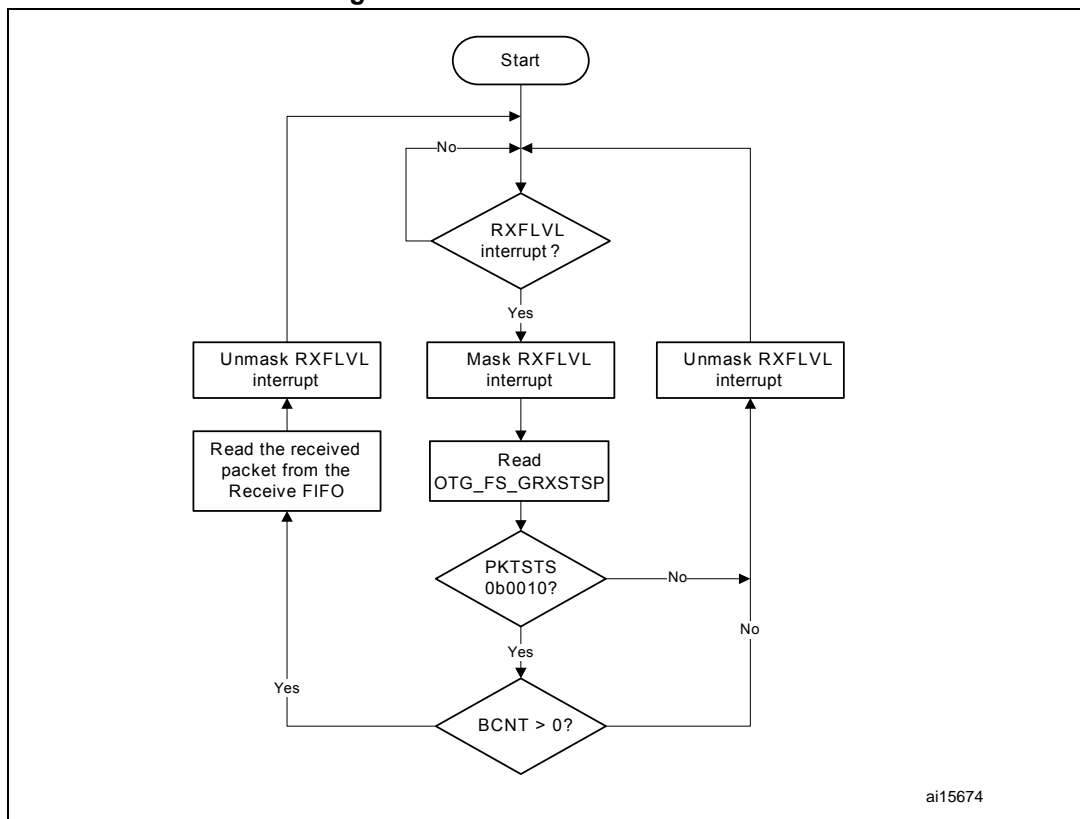 Start
No
RXFLVL
interrupt ?
Yes
Unmask RXFLVL
interrupt
Mask RXFLVL
interrupt
Unmask RXFLVL
interrupt
Read the received
packet from the
Receive FIFO
Read
OTG_FS_GRXSTSP
PKTSTS
0b0010?
No
No
Yes
Yes
BCNT > 0?
ai15674